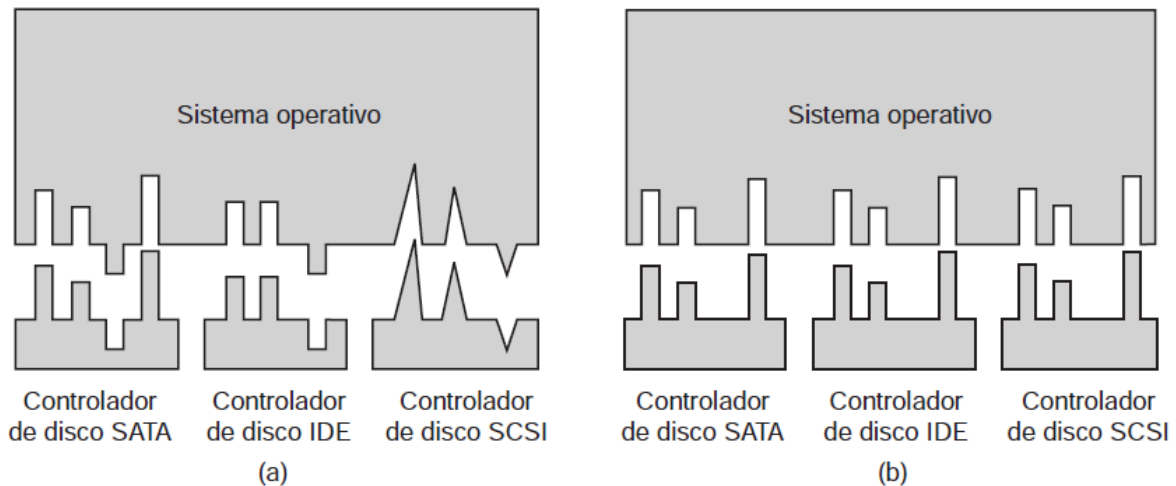 Sistema operativo
Controlador
de disco SATA
Controlador
de disco IDE
Controlador
de disco SCSI
(a)
Sistema operativo
Controlador
de disco SATA
Controlador
de disco IDE
Controlador
de disco SCSI
(b)